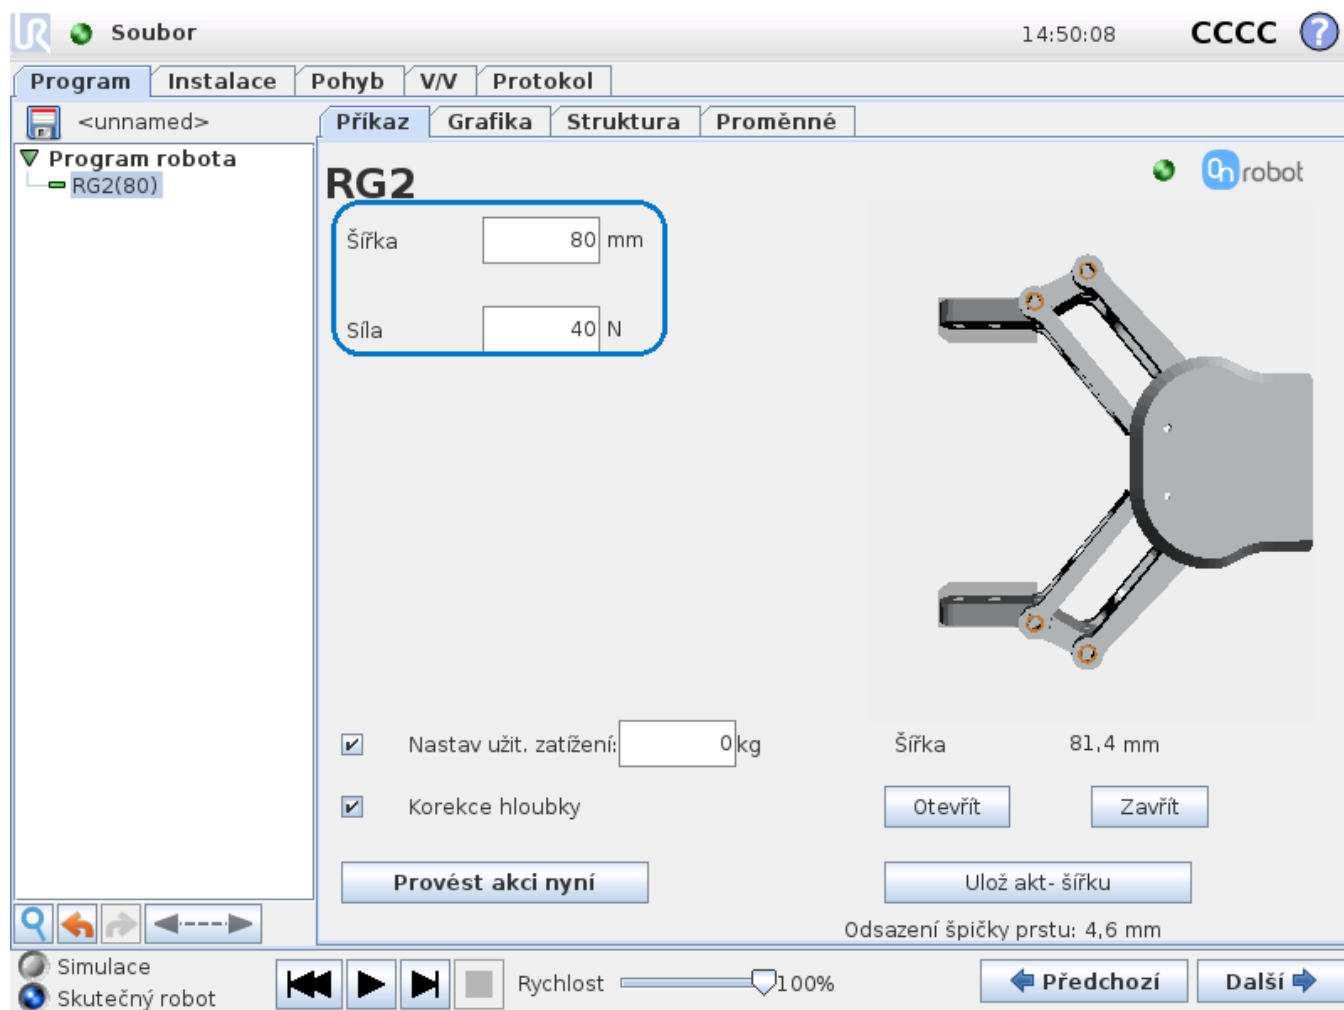 Soubor 14:50:08 CCCC ?
Program Instalace Pohyb V/V Protokol
<unnamed> Příkaz Grafika Struktura Proměnné
Program robota
RG2(80)
RG2
On robot
Šířka 80 mm
Síla 40 N
Nastav užit. zatížení: 0 kg Šířka 81,4 mm
Korekce hloubky Otevřít Zavřít
Provést akci nyní Ulož akt- šířku
Odsazení špičky prstu: 4,6 mm
Simulace
Skutečný robot
Rychlost 100% Předchozí Další